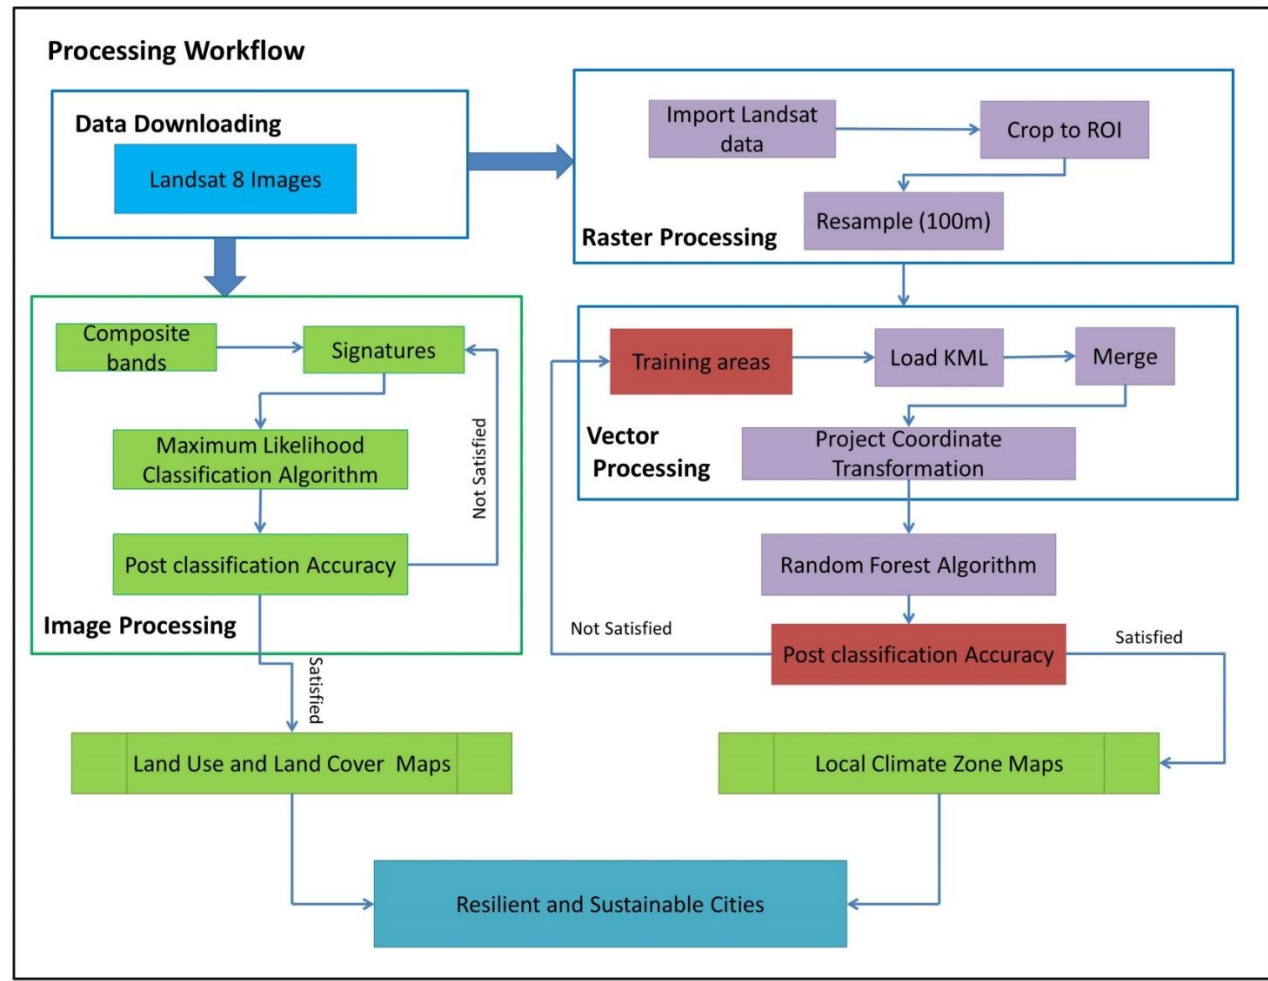 Processing Workflow
Data Downloading
Landsat 8 Images
Import Landsat
data
Crop to ROI
Resample (100m)
Raster Processing
Composite
bands
Signatures
Maximum Likelihood
Classification Algorithm
Not Satisfied
Post classification Accuracy
Image Processing
Satisfied
Training areas
Load KML
Merge
Vector
Processing
Project Coordinate
Transformation
Random Forest Algorithm
Not Satisfied
Post classification Accuracy
Satisfied
Land Use and Land Cover Maps
Local Climate Zone Maps
Resilient and Sustainable Cities